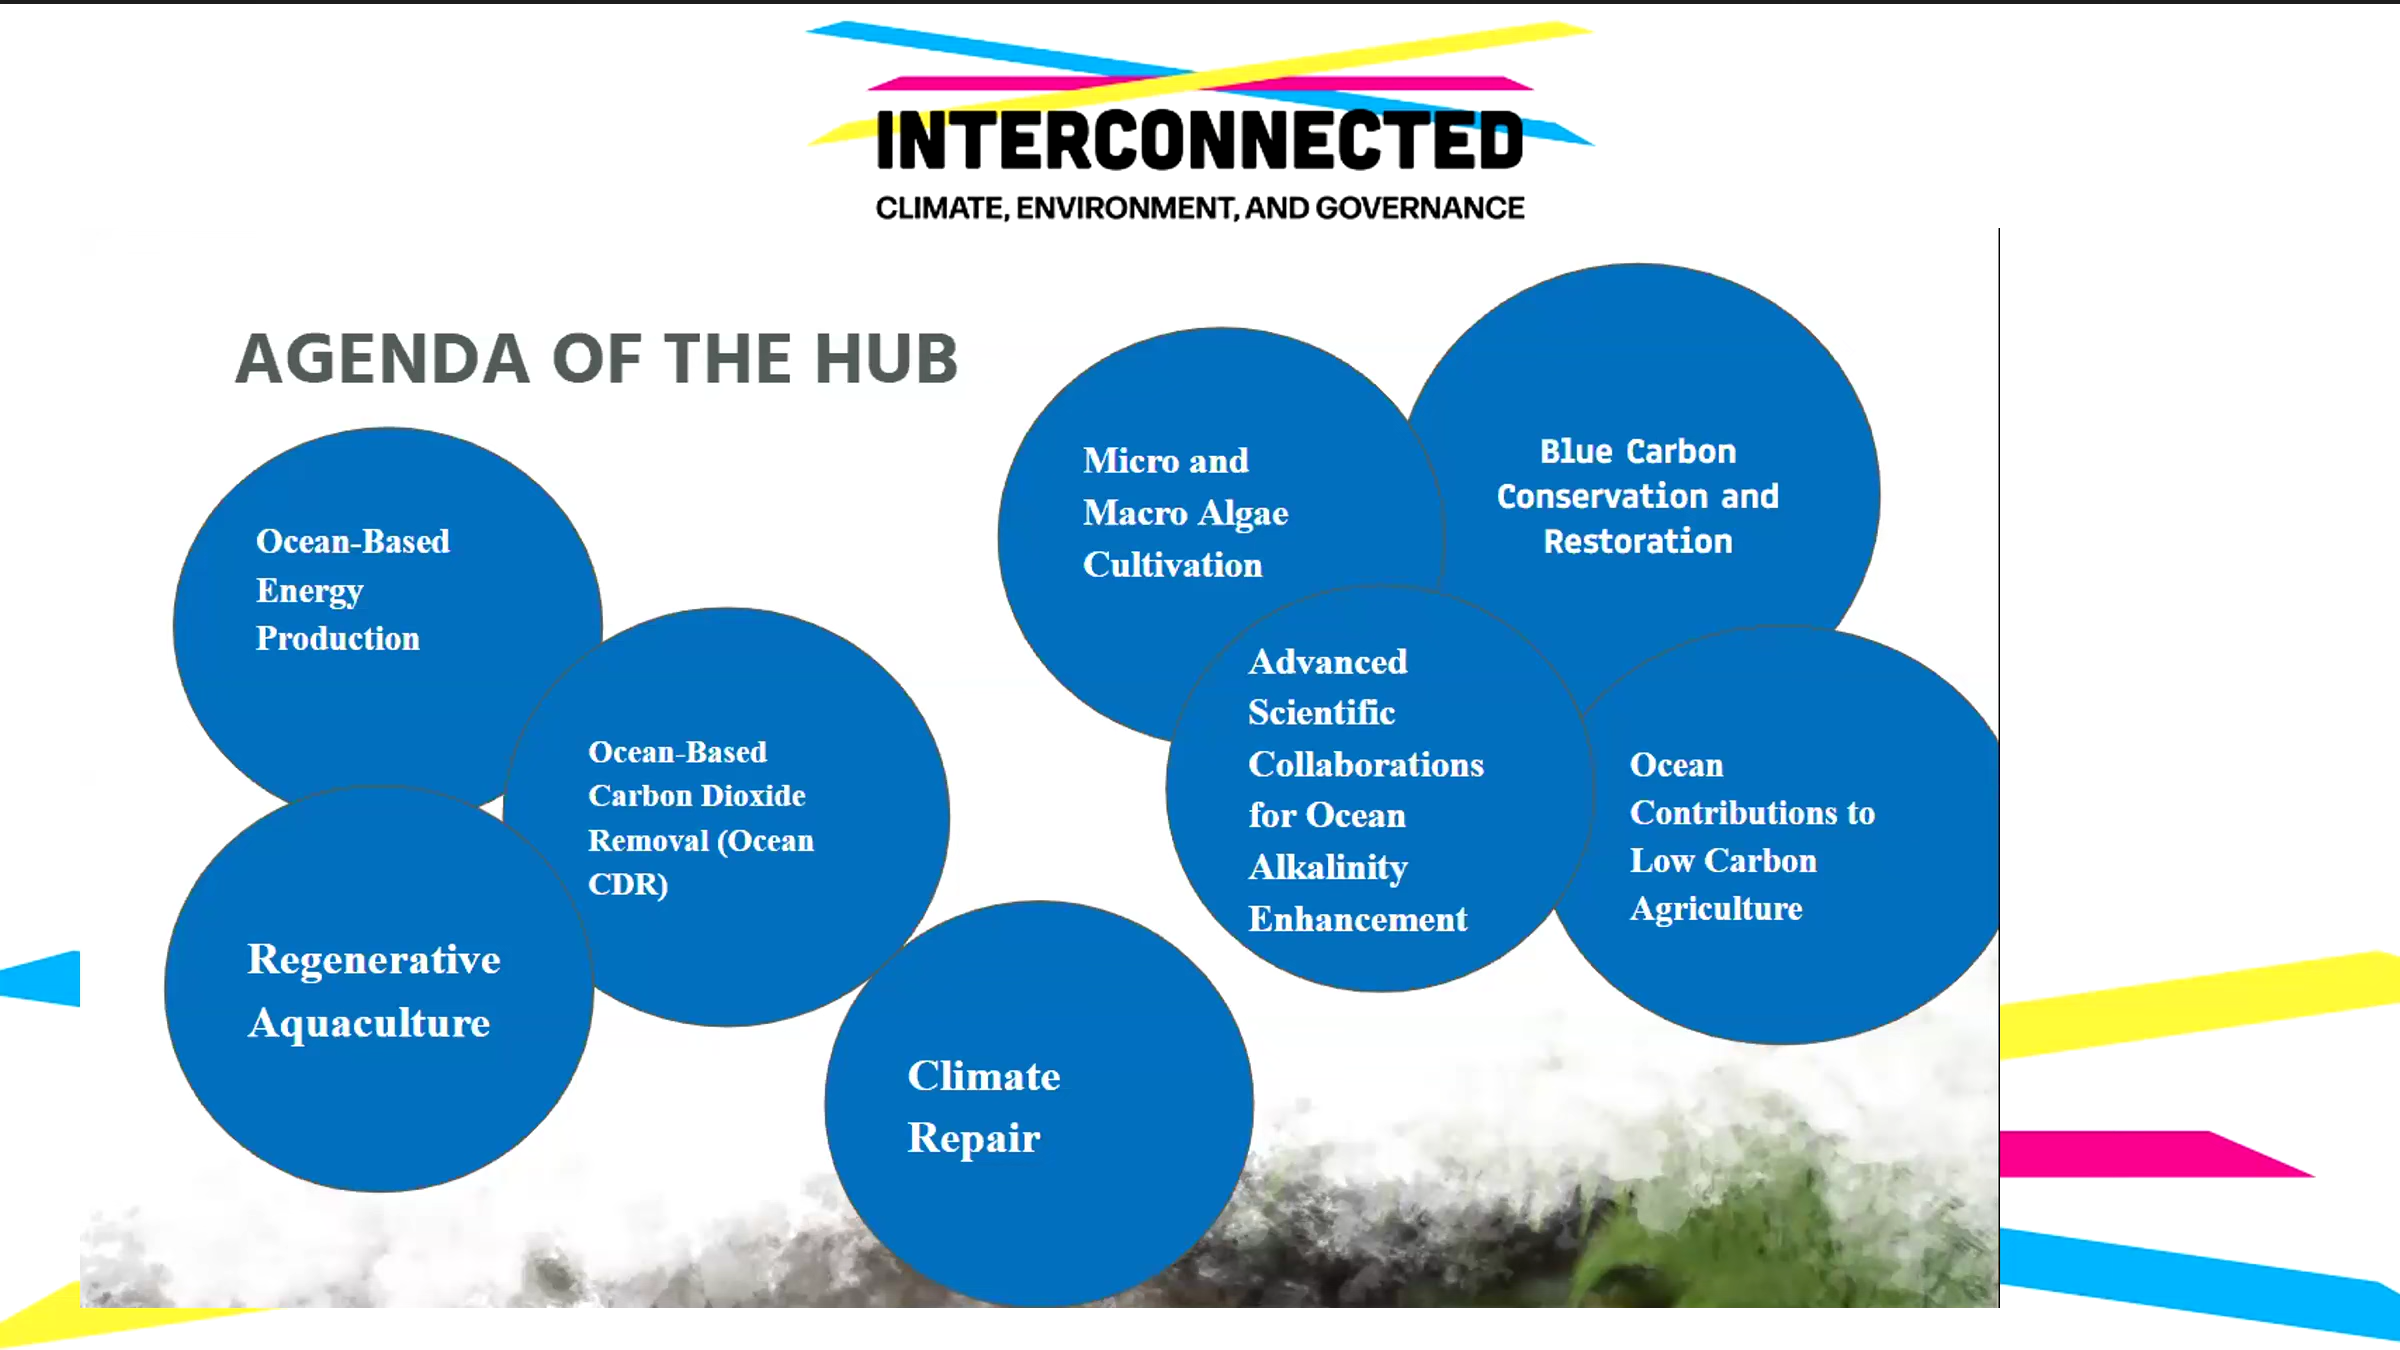 INTERCONNECTED
CLIMATE, ENVIRONMENT, AND GOVERNANCE
AGENDA OF THE HUB
Ocean-Based
Energy
Production
Ocean-Based
Carbon Dioxide
Removal (Ocean
CDR)
Regenerative
Aquaculture
Climate
Repair
Micro and
Macro Algae
Cultivation
Blue Carbon
Conservation and
Restoration
Advanced
Scientific
Collaborations
for Ocean
Alkalinity
Enhancement
Ocean
Contributions to
Low Carbon
Agriculture